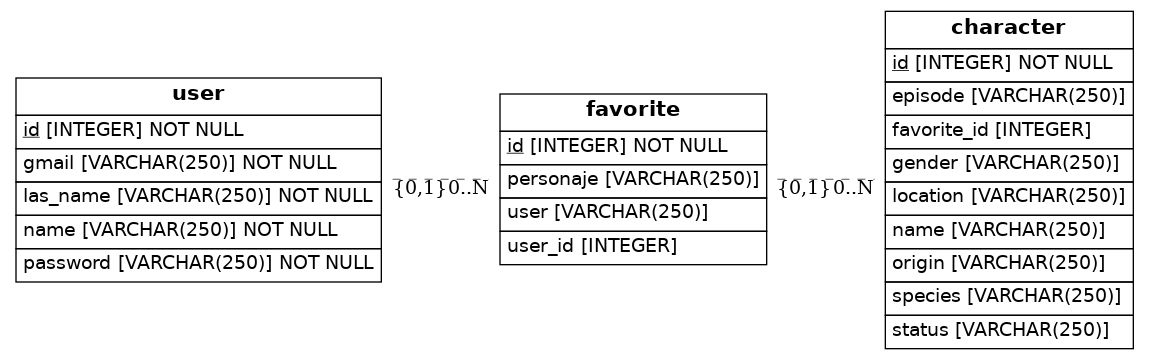 user
id [INTEGER] NOT NULL
gmail [VARCHAR(250)] NOT NULL
las_name [VARCHAR(250)] NOT NULL
name [VARCHAR(250)] NOT NULL
password [VARCHAR(250)] NOT NULL
{0,1}0..N
favorite
id [INTEGER] NOT NULL
personaje [VARCHAR(250)]
user [VARCHAR(250)]
user_id [INTEGER]
{0,1}0..N
character
id [INTEGER] NOT NULL
episode [VARCHAR(250)]
favorite_id [INTEGER]
gender [VARCHAR(250)]
location [VARCHAR(250)]
name [VARCHAR(250)]
origin [VARCHAR(250)]
species [VARCHAR(250)]
status [VARCHAR(250)]